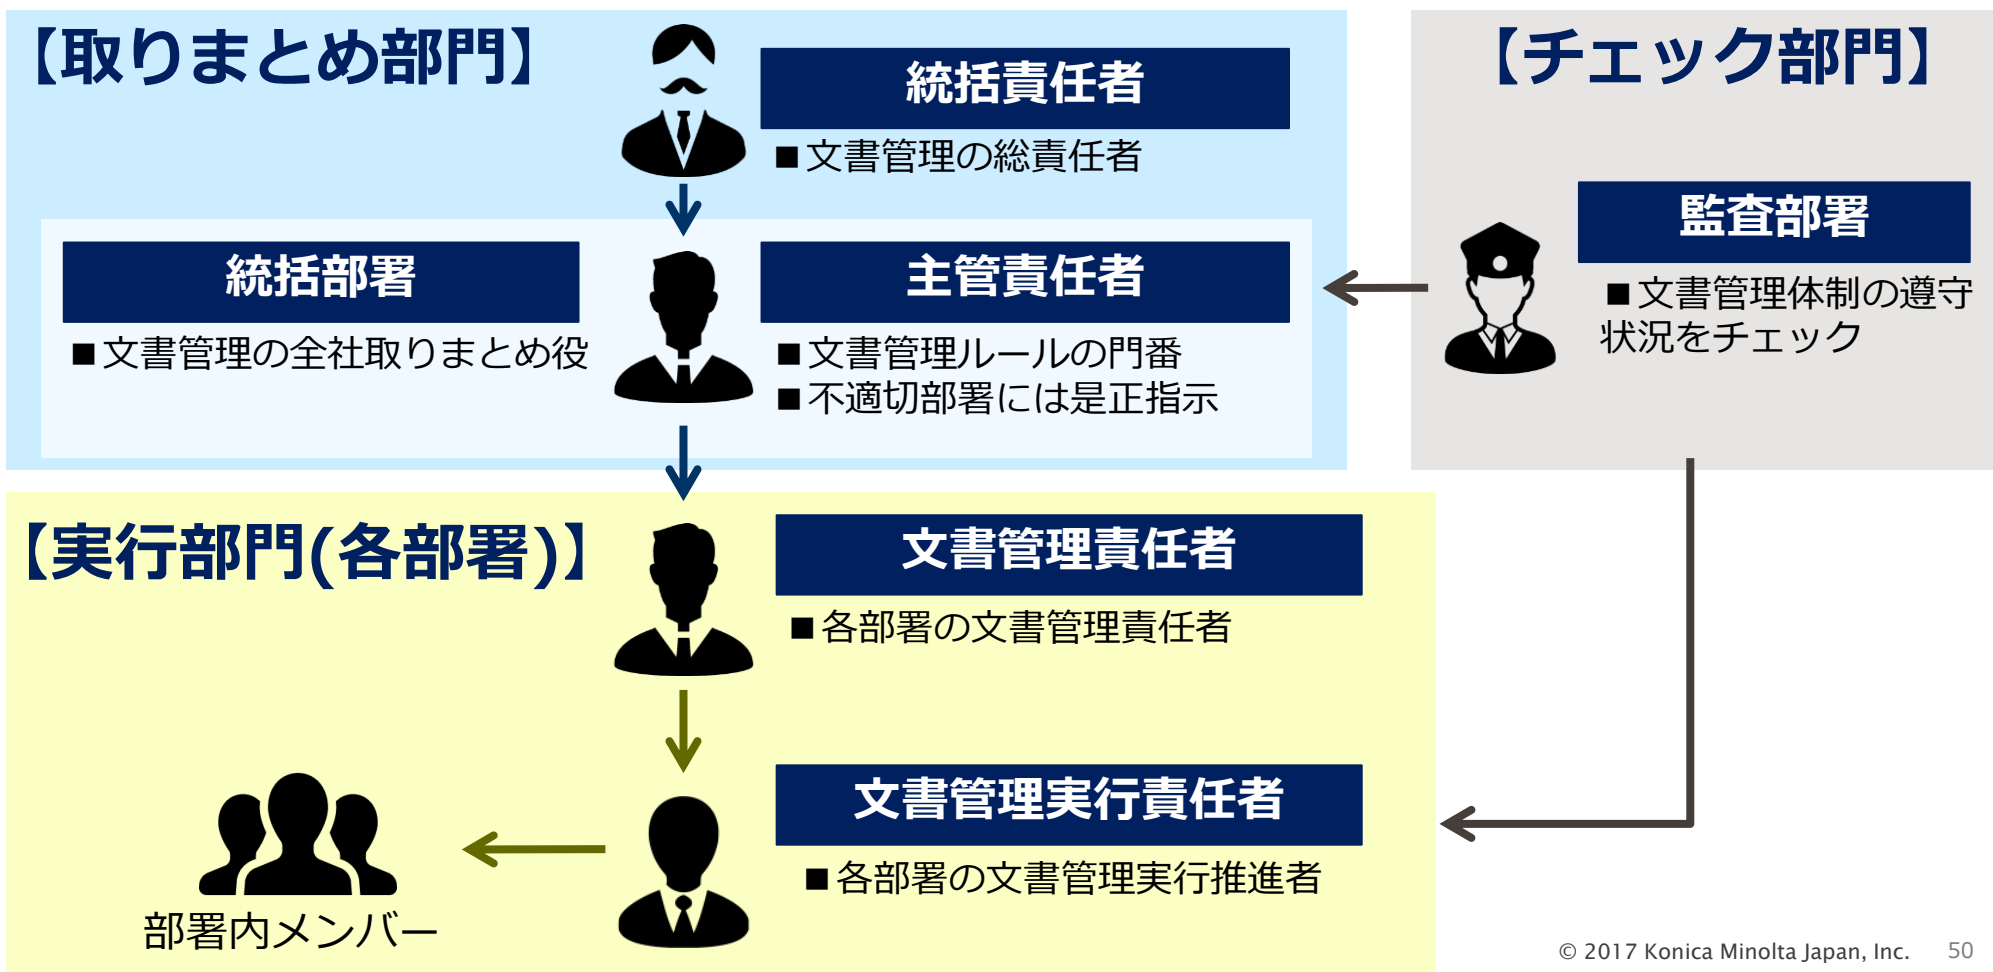 【取りまとめ部門】
統括責任者
■文書管理の総責任者
統括部署
■文書管理の全社取りまとめ役
主管責任者
■文書管理ルールの門番
■不適切部署には是正指示
【チェック部門】
監査部署
■文書管理体制の遵守
状況をチェック
【実行部門(各部署)】
文書管理責任者
■各部署の文書管理責任者
文書管理実行責任者
■各部署の文書管理実行推進者
部署内メンバー
© 2017 Konica Minolta Japan, Inc. 50